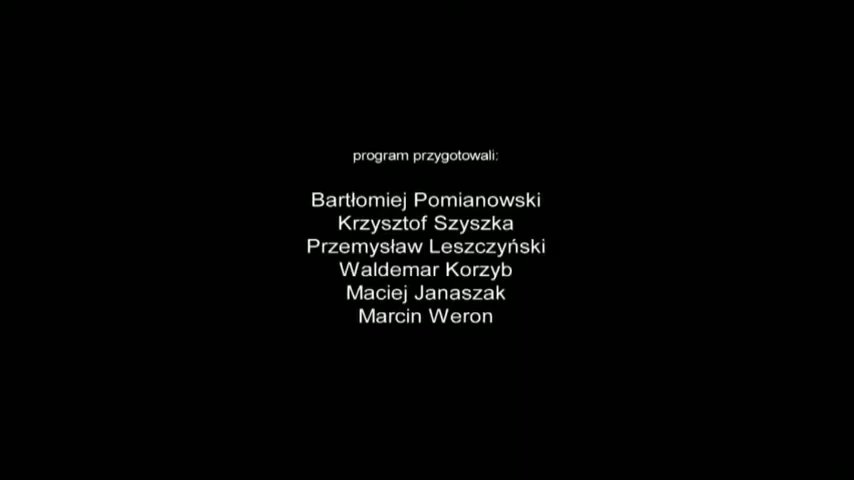 program przygotowali:
Bartłomiej Pomianowski
Krzysztof Szyszka
Przemysław Leszczyński
Waldemar Korzyb
Maciej Janaszak
Marcin Weron